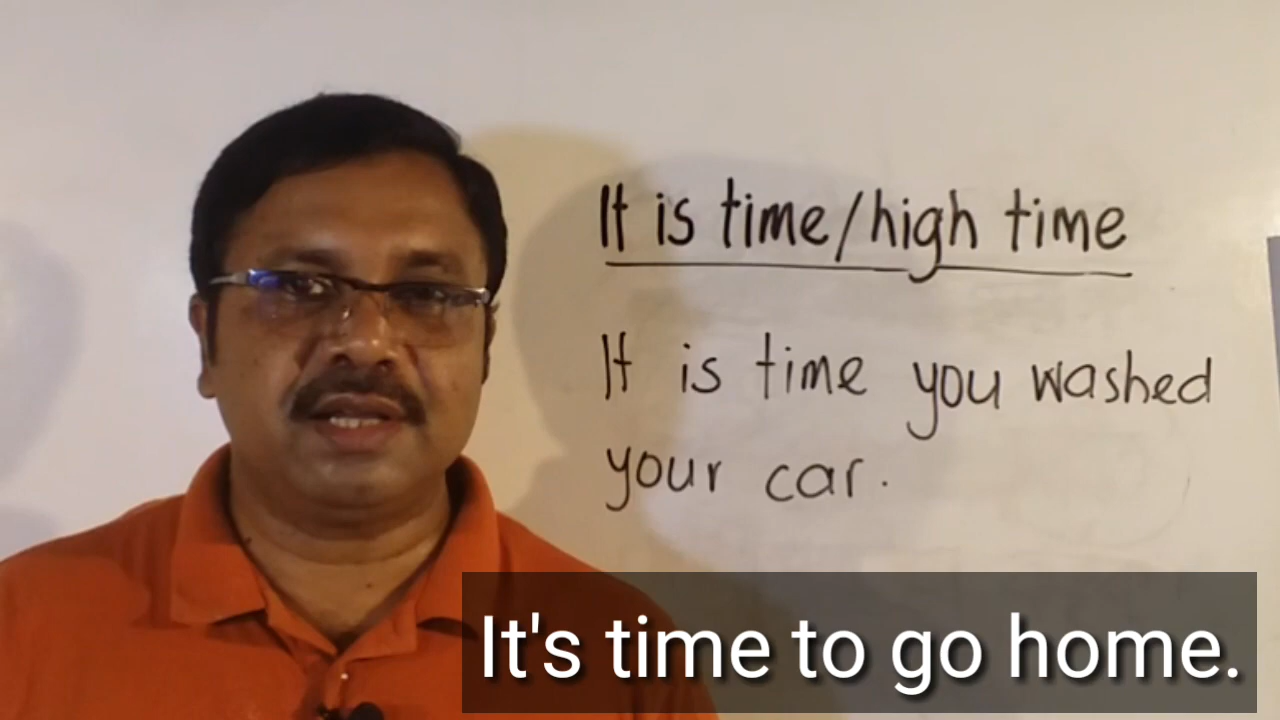 It is time/high time
It is time you washed
your car.
It's time to go home.